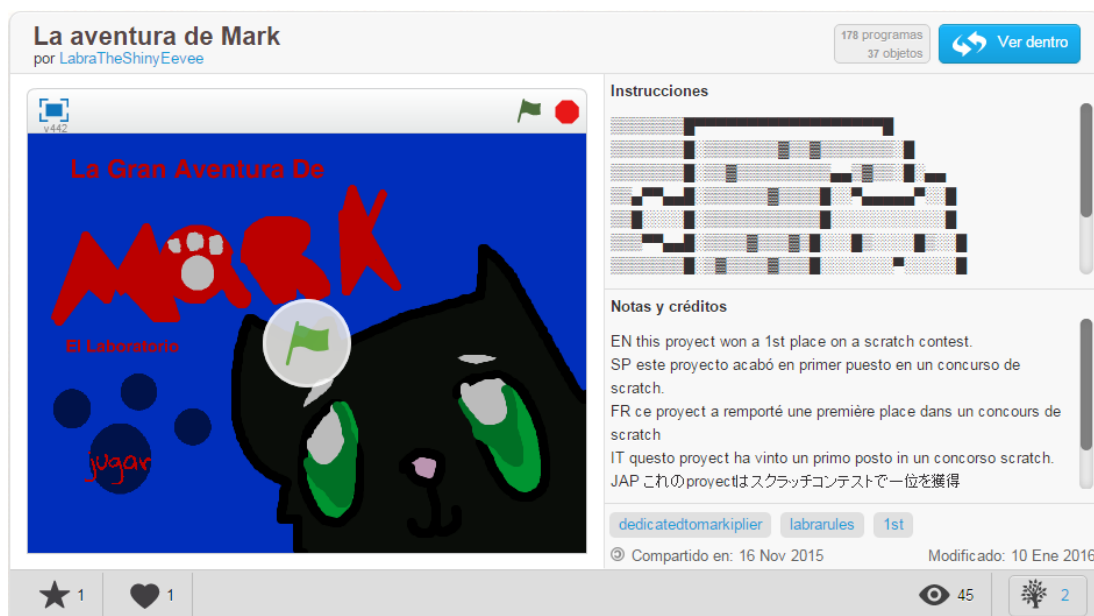 La aventura de Mark
por LabraTheShinyEevee
178 programas
37 objetos
Ver dentro
v442
La Gran Aventura De
MARK
El Laboratorio
jugar
Instrucciones
Notas y créditos
EN this project won a 1st place on a scratch contest.
SP este proyecto acabó en primer puesto en un concurso de
scratch.
FR ce proyect a remporté une première place dans un concours de
scratch
IT questo proyect ha vinto un primo posto in un concorso scratch.
JAP これのproyectはスクラッチコンテストで一位を獲得
dedicatedtomarkiplier
labrarules
1st
Compartido en: 16 Nov 2015
Modificado: 10 Ene 2016
1
1
45
2